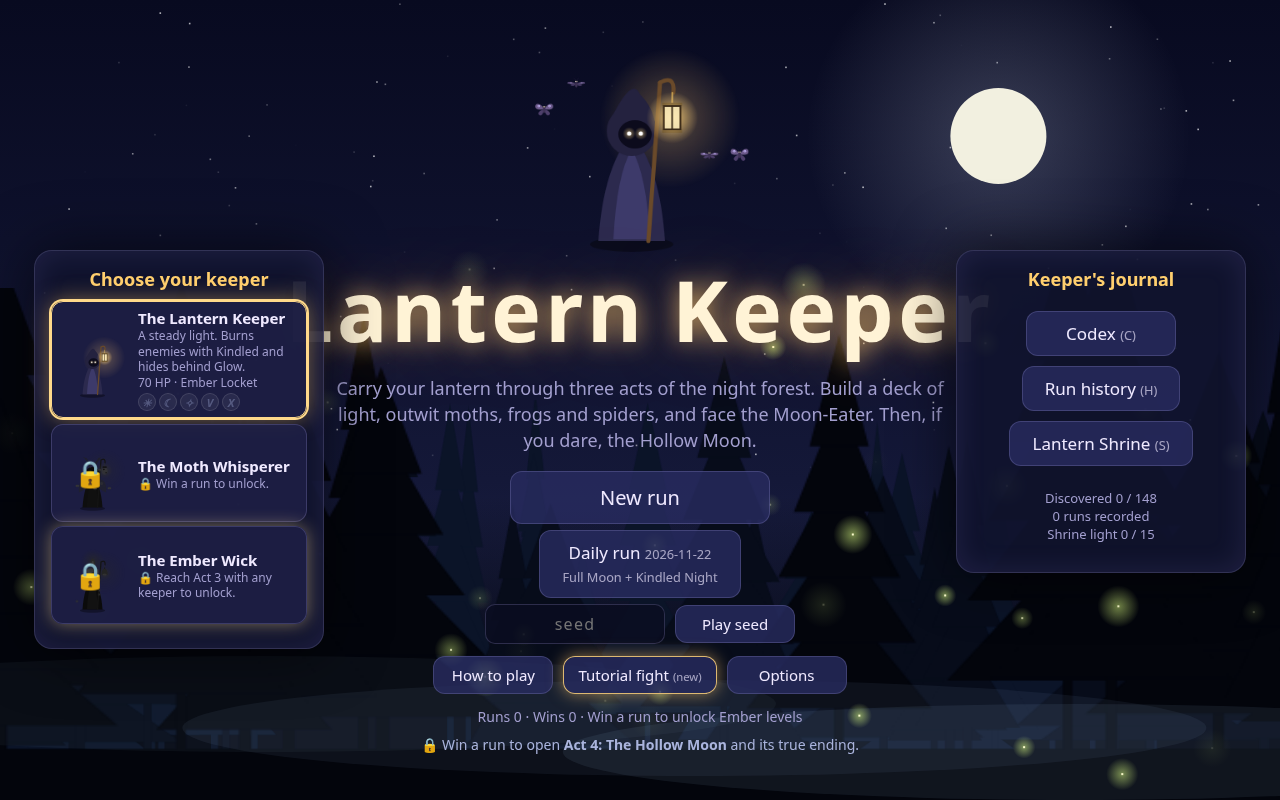 Lantern Keeper
Choose your keeper
The Lantern Keeper
A steady light. Burns
enemies with Kindled and
hides behind Glow.
70 HP · Ember Locket
☀ ☾ ✧ V X
The Moth Whisperer
🔒 Win a run to unlock.
The Ember Wick
🔒 Reach Act 3 with any
keeper to unlock.
Carry your lantern through three acts of the night forest. Build a deck of
light, outwit moths, frogs and spiders, and face the Moon-Eater. Then, if
you dare, the Hollow Moon.
New run
Daily run 2026-11-22
Full Moon + Kindled Night
seed
Play seed
How to play
Tutorial fight (new)
Options
Runs 0 · Wins 0 · Win a run to unlock Ember levels
🔒 Win a run to open Act 4: The Hollow Moon and its true ending.
Keeper's journal
Codex (C)
Run history (H)
Lantern Shrine (S)
Discovered 0 / 148
0 runs recorded
Shrine light 0 / 15